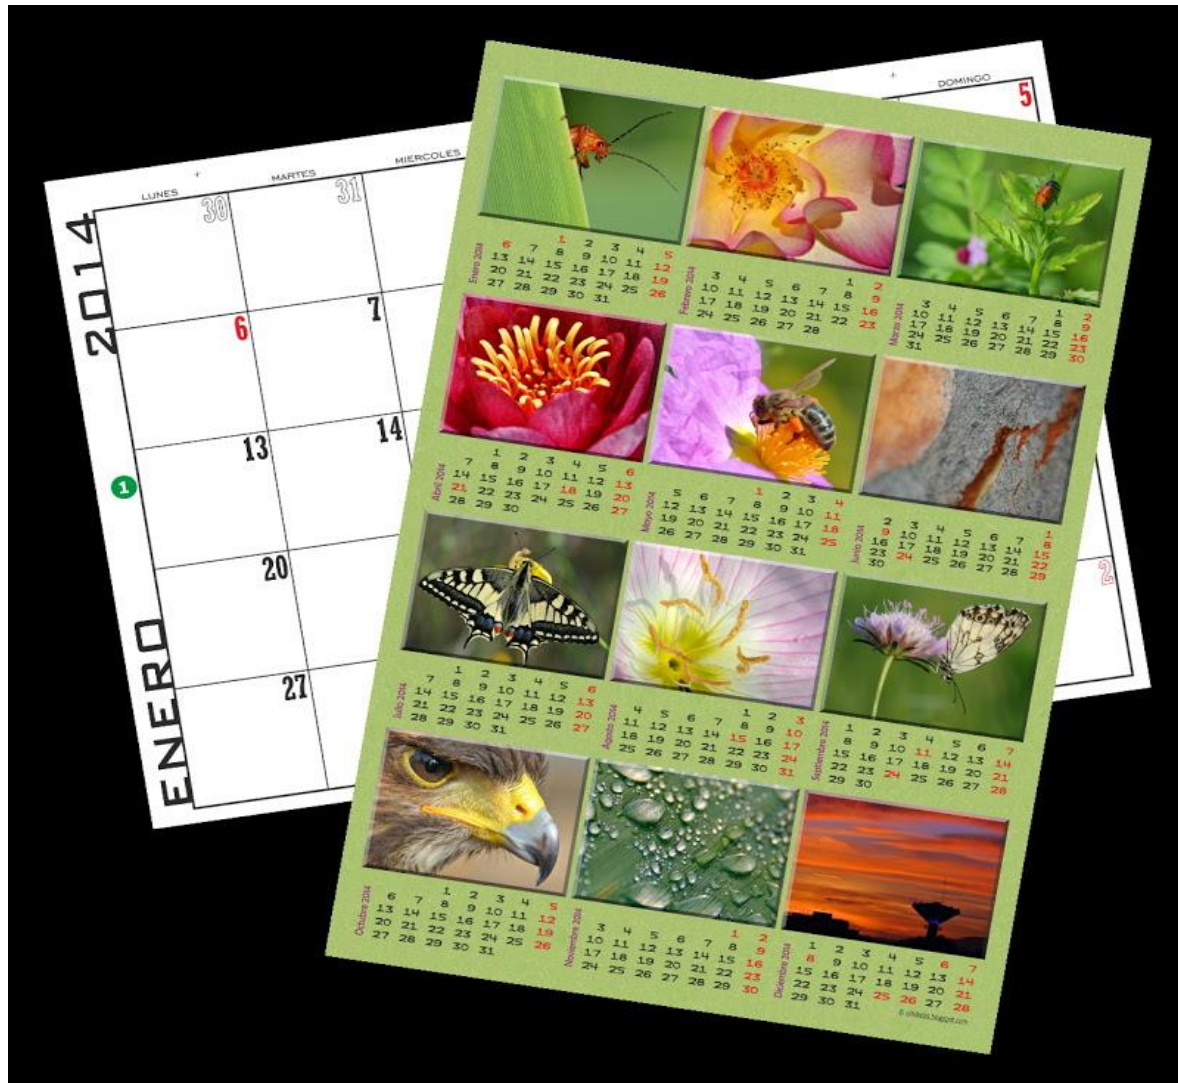 2014
ENERO
LUNES MARTES MIERCOLES DOMINGO
30 31 5
6 7
13 14
1
20 2
27
Enero 2014
1 2 3 4 5
6 7 8 9 10 11 12
13 14 15 16 17 18 19
20 21 22 23 24 25 26
27 28 29 30 31
Febrero 2014
1 2
3 4 5 6 7 8 9
10 11 12 13 14 15 16
17 18 19 20 21 22 23
24 25 26 27 28
Marzo 2014
1 2
3 4 5 6 7 8 9
10 11 12 13 14 15 16
17 18 19 20 21 22 23
24 25 26 27 28 29 30
31
Abril 2014
1 2 3 4 5 6
7 8 9 10 11 12 13
14 15 16 17 18 19 20
21 22 23 24 25 26 27
28 29 30
Mayo 2014
1 2 3 4
5 6 7 8 9 10 11
12 13 14 15 16 17 18
19 20 21 22 23 24 25
26 27 28 29 30 31
Junio 2014
1
2 3 4 5 6 7 8
9 10 11 12 13 14 15
16 17 18 19 20 21 22
23 24 25 26 27 28 29
30
Julio 2014
1 2 3 4 5 6
7 8 9 10 11 12 13
14 15 16 17 18 19 20
21 22 23 24 25 26 27
28 29 30 31
Agosto 2014
1 2 3
4 5 6 7 8 9 10
11 12 13 14 15 16 17
18 19 20 21 22 23 24
25 26 27 28 29 30 31
Septiembre 2014
1 2 3 4 5 6 7
8 9 10 11 12 13 14
15 16 17 18 19 20 21
22 23 24 25 26 27 28
29 30
Octubre 2014
1 2 3 4 5
6 7 8 9 10 11 12
13 14 15 16 17 18 19
20 21 22 23 24 25 26
27 28 29 30 31
Noviembre 2014
1 2
3 4 5 6 7 8 9
10 11 12 13 14 15 16
17 18 19 20 21 22 23
24 25 26 27 28 29 30
Diciembre 2014
1 2 3 4 5 6 7
8 9 10 11 12 13 14
15 16 17 18 19 20 21
22 23 24 25 26 27 28
29 30 31